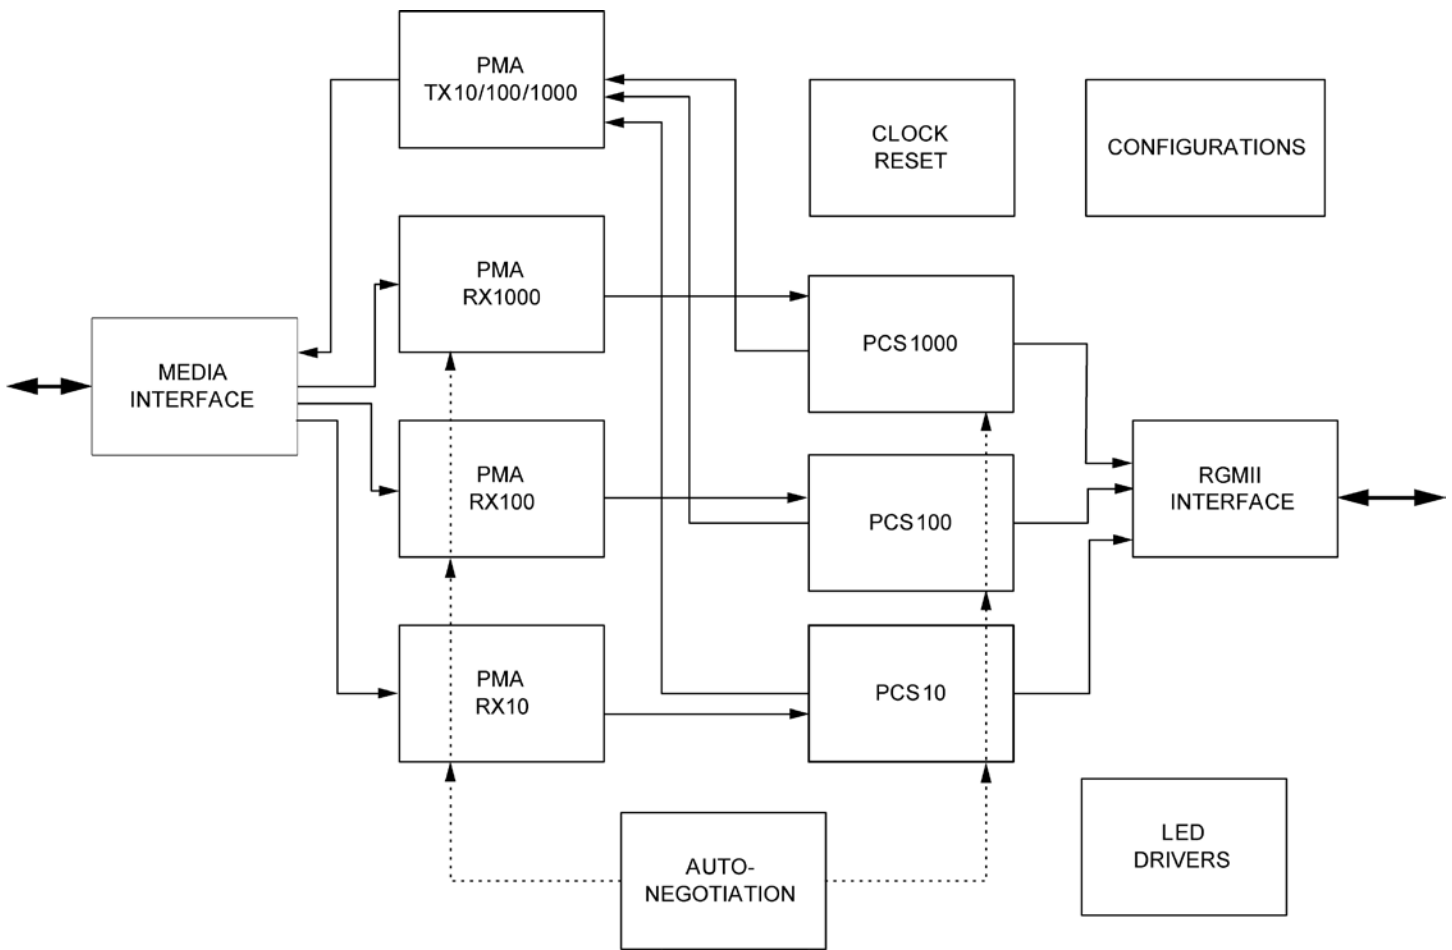 PMA
TX10/100/1000
CLOCK
RESET
CONFIGURATIONS
PMA
RX1000
PCS1000
MEDIA
INTERFACE
PMA
RX100
PCS100
RGMII
INTERFACE
PMA
RX10
PCS10
AUTO-
NEGOTIATION
LED
DRIVERS